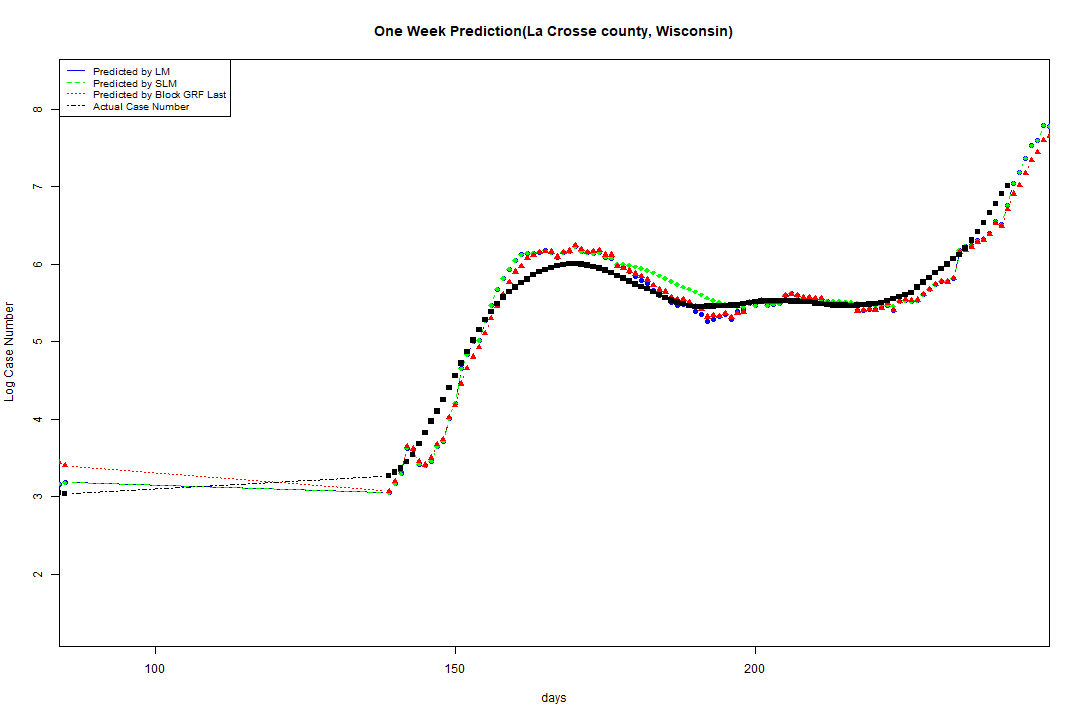 One Week Prediction(La Crosse county, Wisconsin)
Predicted by LM
Predicted by SLM
Predicted by Block GRF Last
Actual Case Number
Log Case Number
8
7
6
5
4
3
2
100
150
200
days